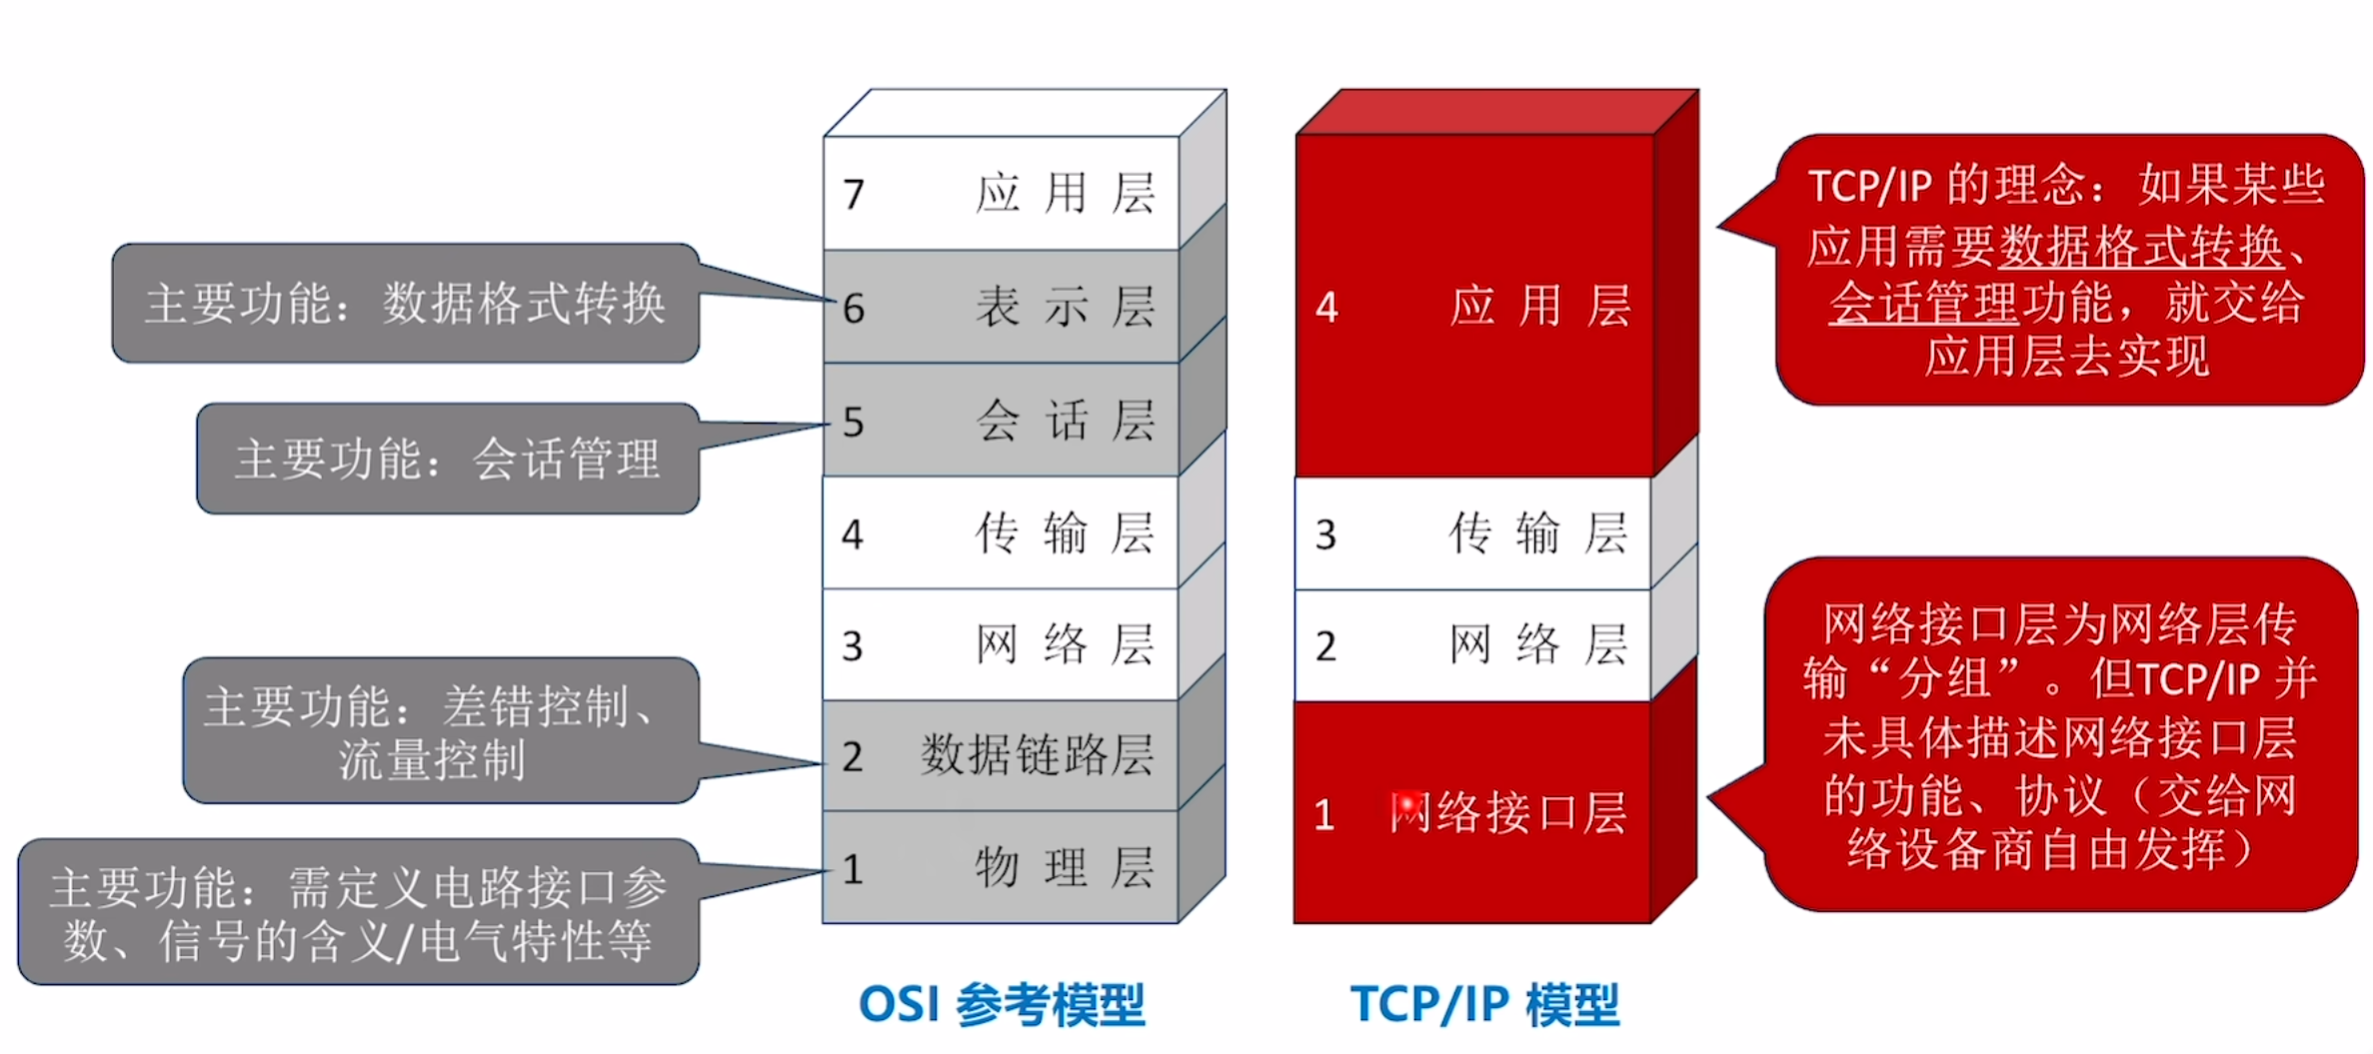 7 应用层
6 表示层
5 会话层
4 传输层
3 网络层
2 数据链路层
1 物理层
主要功能：数据格式转换
主要功能：会话管理
主要功能：差错控制、
流量控制
主要功能：需定义电路接口参
数、信号的含义/电气特性等
OSI 参考模型
4 应用层
3 传输层
2 网络层
1 网络接口层
TCP/IP 模型
TCP/IP 的理念：如果某些
应用需要数据格式转换、
会话管理功能，就交给
应用层去实现
网络接口层为网络层传
输“分组”。但TCP/IP 并
未具体描述网络接口层
的功能、协议（交给网
络设备商自由发挥）